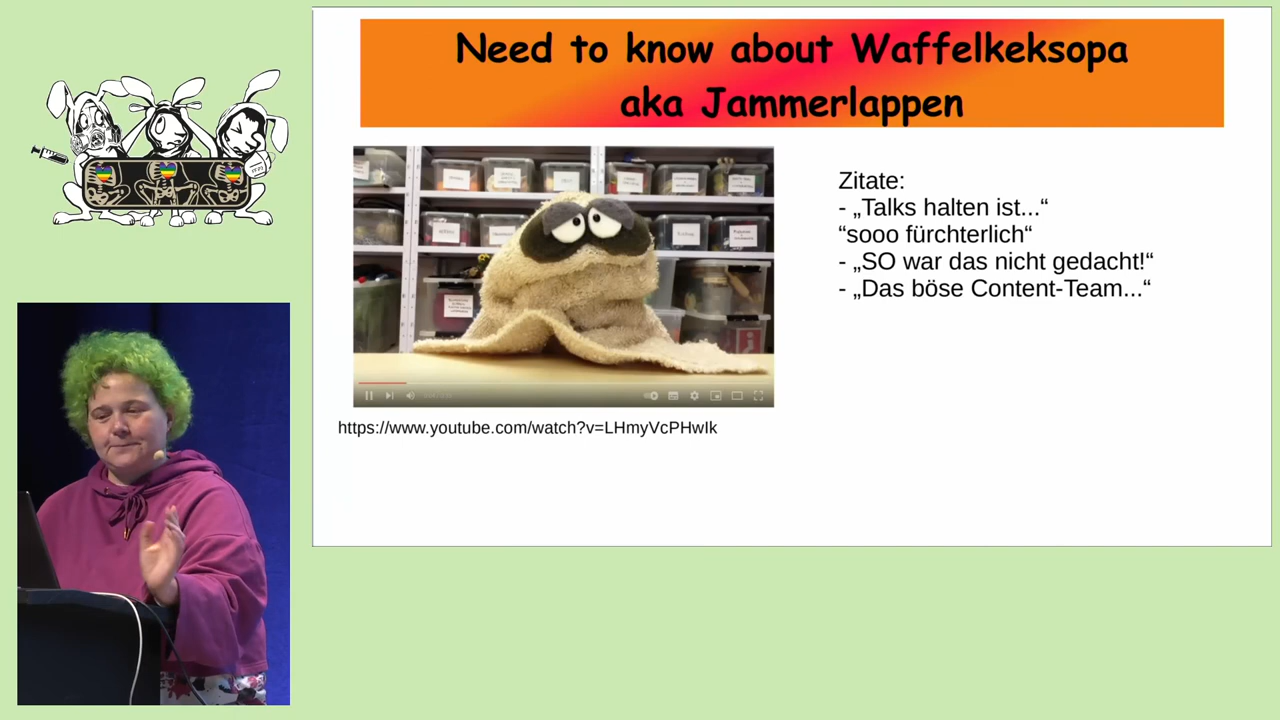 Need to know about Waffelkeksopa
aka Jammerlappen
Zitate:
- „Talks halten ist...“
“sooo fürchterlich“
- „SO war das nicht gedacht!“
- „Das böse Content-Team...“
https://www.youtube.com/watch?v=LHmyVcPHwIk